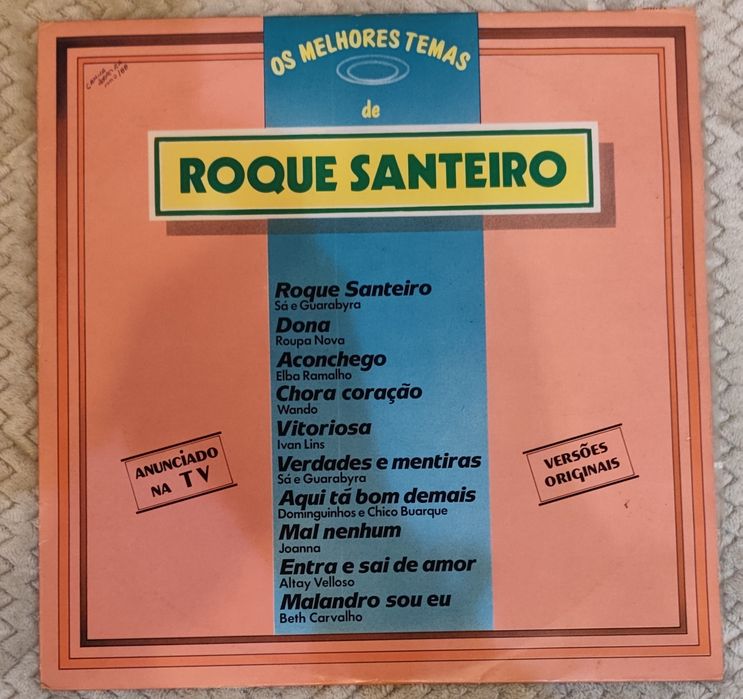 OS MELHORES TEMAS
de
ROQUE SANTEIRO
Roque Santeiro
Sá e Guarabyra
Dona
Roupa Nova
Aconchego
Elba Ramalho
Chora coração
Wando
Vitoriosa
Ivan Lins
Verdades e mentiras
Sá e Guarabyra
Aqui tá bom demais
Dominguinhos e Chico Buarque
Mal nenhum
Joanna
Entra e sai de amor
Altay Velloso
Malandro sou eu
Beth Carvalho
ANUNCIADO
NA TV
VERSÕES
ORIGINAIS